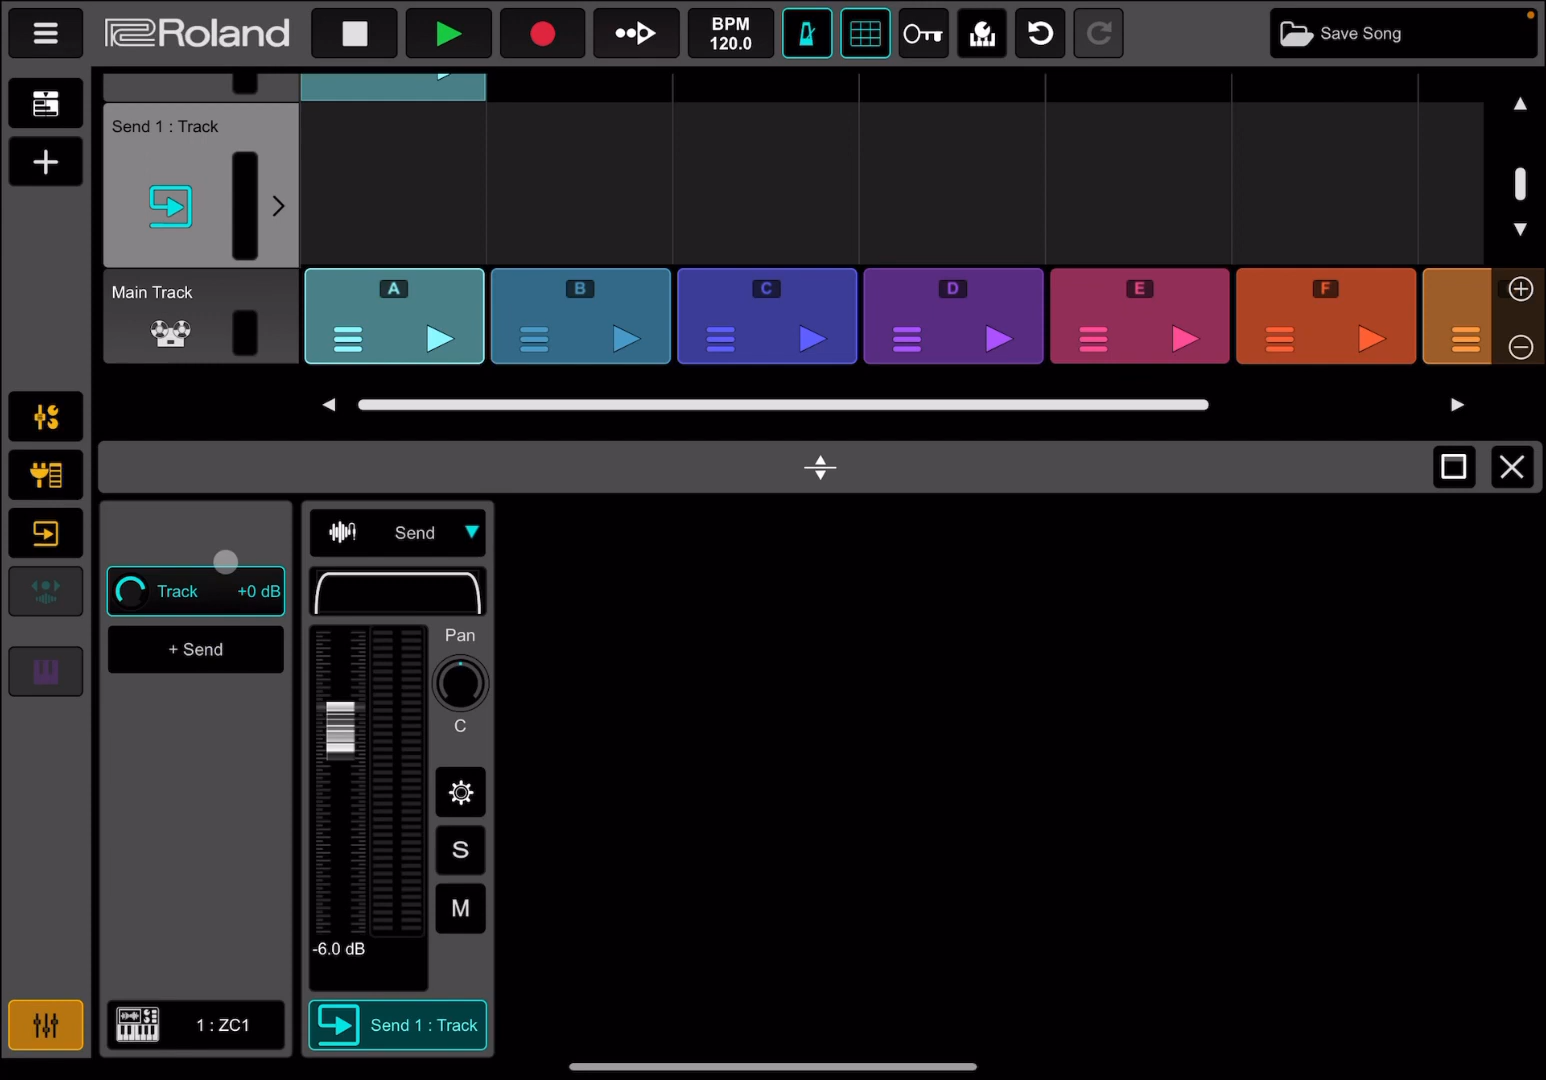 Roland
BPM
120.0
Save Song
Send 1 : Track
Main Track
A
B
C
D
E
F
Send
Track
+0 dB
+ Send
Pan
C
S
M
-6.0 dB
1 : ZC1
Send 1 : Track